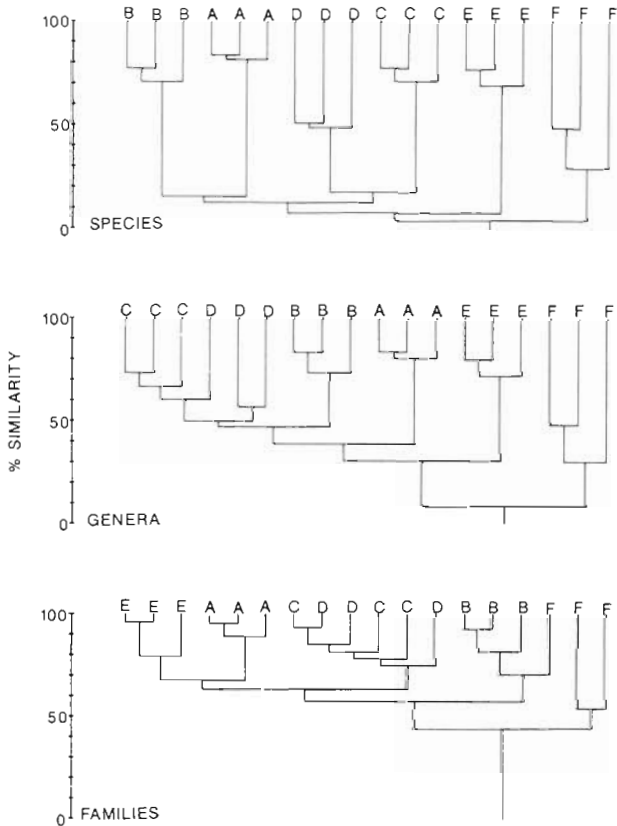 B B B A A A D D D C C C E E E F F F
100
50
0
SPECIES
C C C D D D B B B A A A E E E F F F
100
50
0
GENERA
% SIMILARITY
E E E A A A C D D C C D B B B F F F
100
50
0
FAMILIES